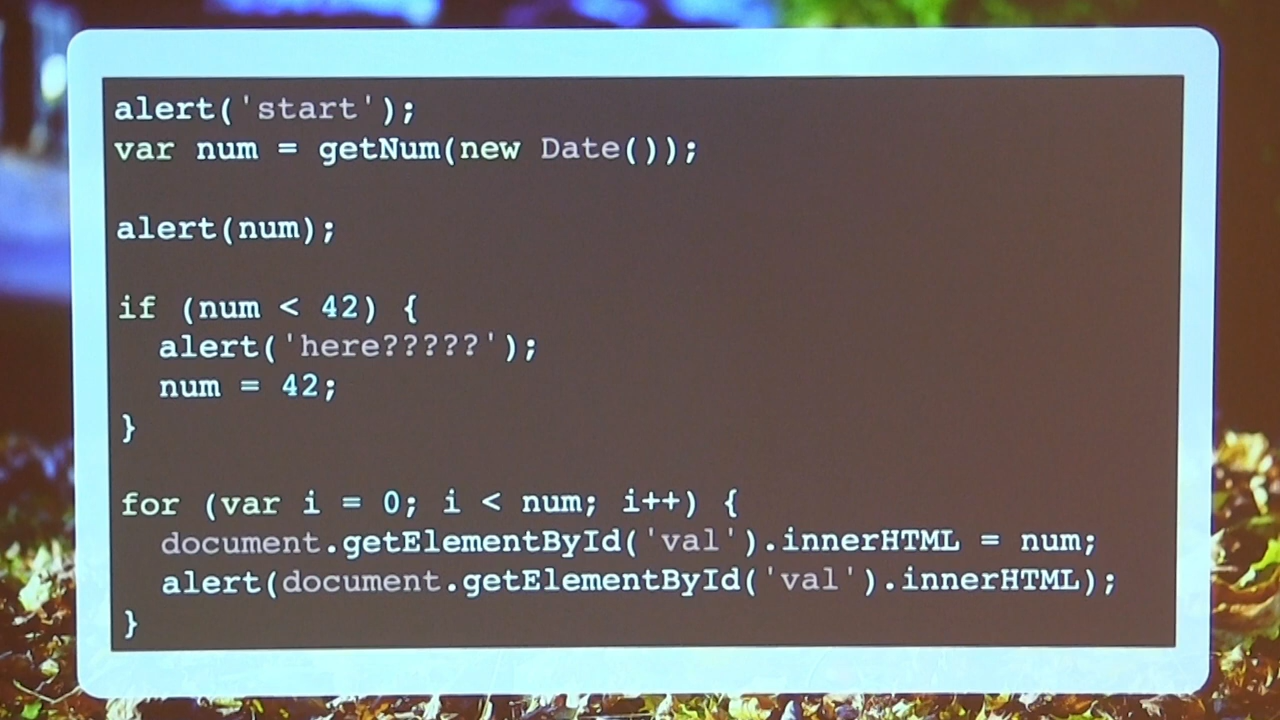 alert('start');
var num = getNum(new Date());
alert(num);
if (num < 42) {
  alert('here?????');
  num = 42;
}
for (var i = 0; i < num; i++) {
  document.getElementById('val').innerHTML = num;
  alert(document.getElementById('val').innerHTML);
}